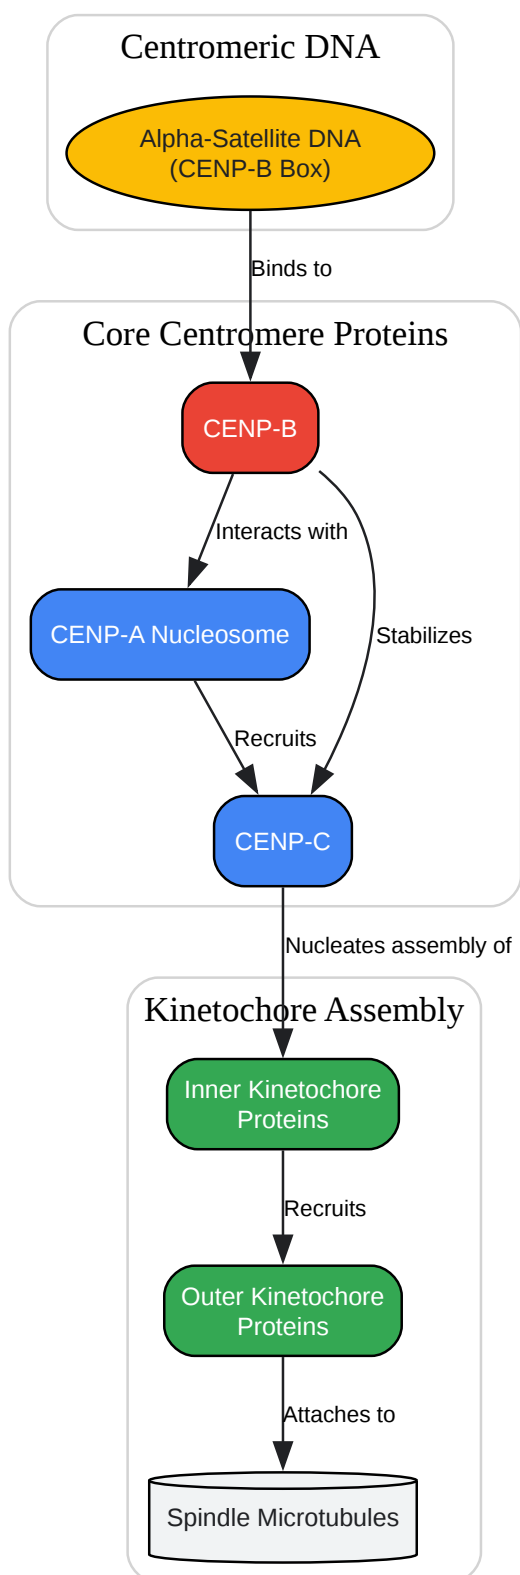 Centromeric DNA
Alpha-Satellite DNA
(CENP-B Box)
Binds to
Core Centromere Proteins
CENP-B
Interacts with
CENP-A Nucleosome
Stabilizes
Recruits
CENP-C
Nucleates assembly of
Kinetochore Assembly
Inner Kinetochore
Proteins
Recruits
Outer Kinetochore
Proteins
Attaches to
Spindle Microtubules